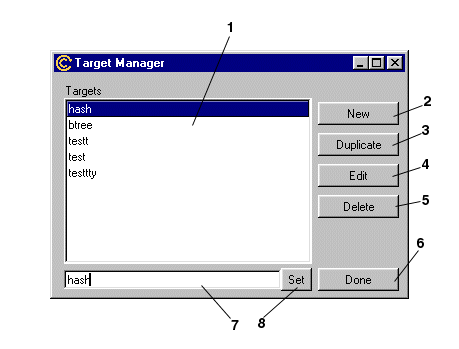 1
Target Manager
Targets
hash
btree
testt
test
testtty
New
2
Duplicate
3
Edit
4
Delete
5
6
hash
Set
Done
7
8